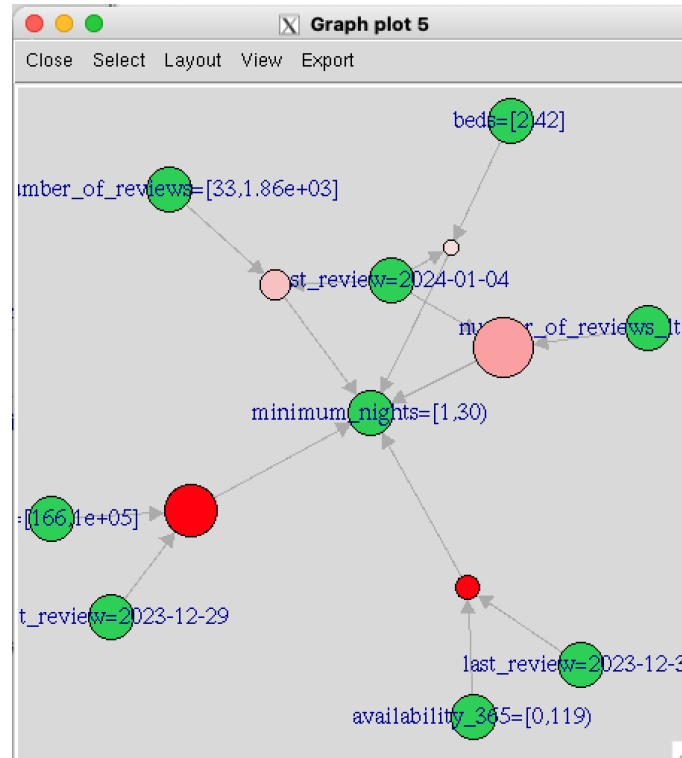 Graph plot 5
Close Select Layout View Export
beds=[2,42]
umber_of_reviews=[33,1.86e+03]
st_review=2024-01-04
number_of_reviews_lt
minimum_nights=[1,30)
=[166,1e+05]
t_review=2023-12-29
last_review=2023-12-3
availability_365=[0,119)